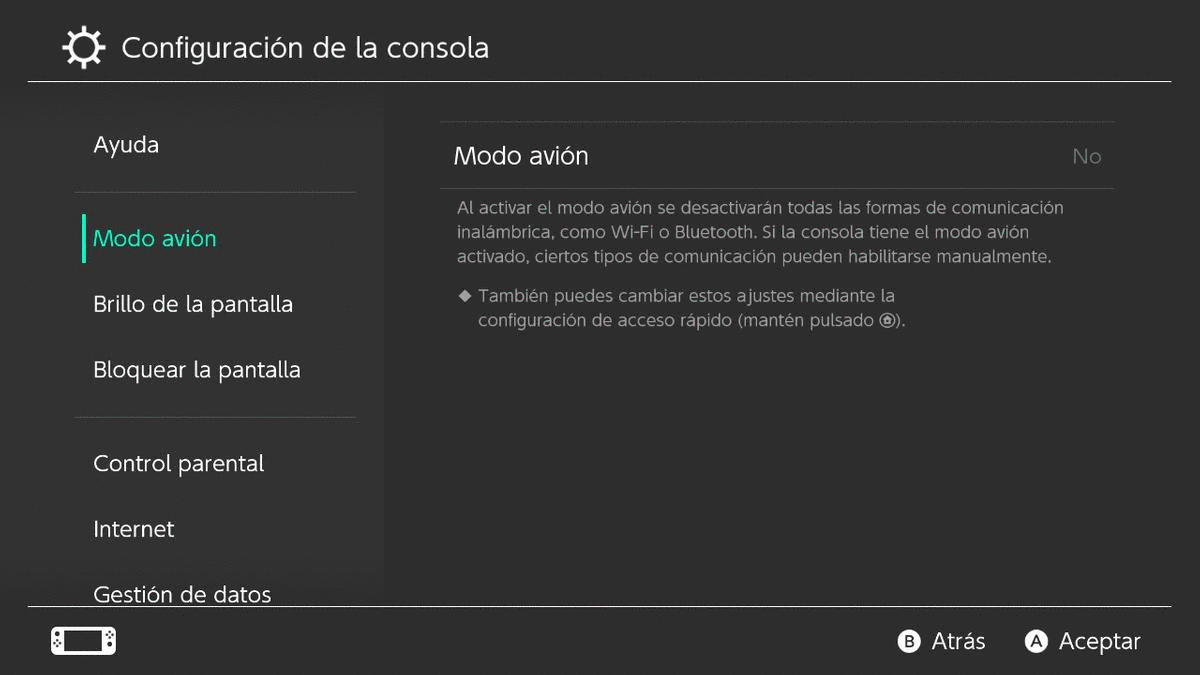 Configuración de la consola
Ayuda
Modo avión
Brillo de la pantalla
Bloquear la pantalla
Control parental
Internet
Gestión de datos
Modo avión No
Al activar el modo avión se desactivarán todas las formas de comunicación
inalámbrica, como Wi-Fi o Bluetooth. Si la consola tiene el modo avión
activado, ciertos tipos de comunicación pueden habilitarse manualmente.
◆ También puedes cambiar estos ajustes mediante la
configuración de acceso rápido (mantén pulsado ).
B Atrás A Aceptar